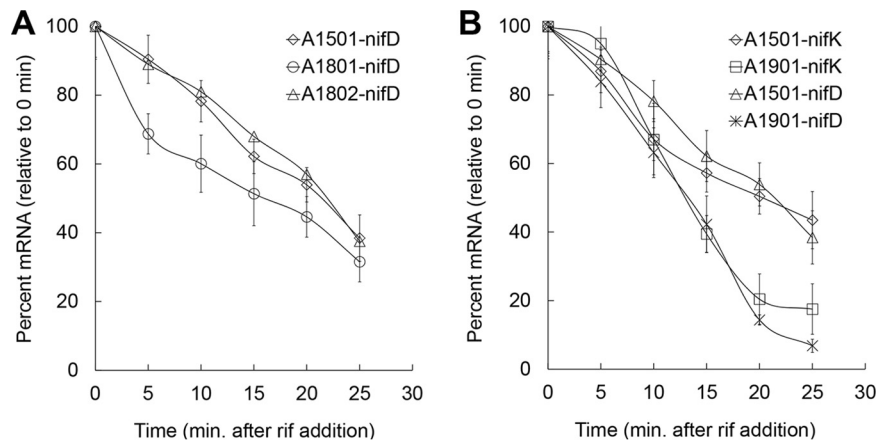 A
Percent mRNA (relative to 0 min)
100
80
60
40
20
0
A1501-nifD
A1801-nifD
A1802-nifD
0 5 10 15 20 25
Time (min. after rif addition)
B
Percent mRNA (relative to 0 min)
100
80
60
40
20
0
A1501-nifK
A1901-nifK
A1501-nifD
A1901-nifD
0 5 10 15 20 25
Time (min. after rif addition)